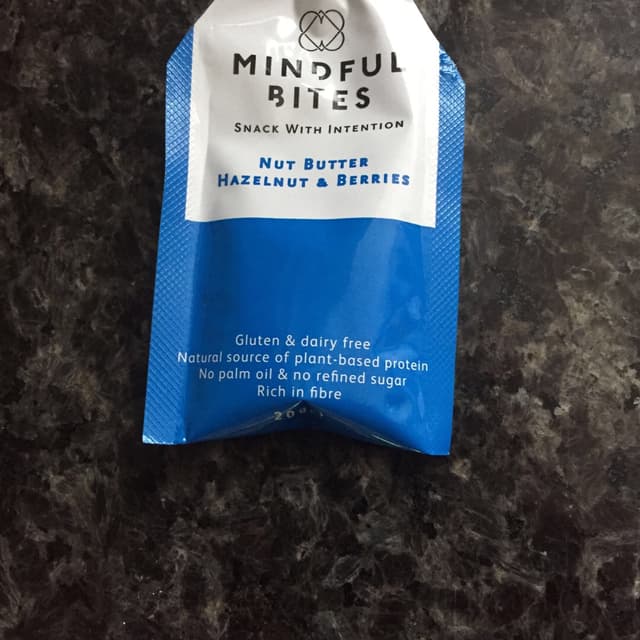 MINDFUL
BITES
SNACK WITH INTENTION
NUT BUTTER
HAZELNUT & BERRIES
Gluten & dairy free
Natural source of plant-based protein
No palm oil & no refined sugar
Rich in fibre